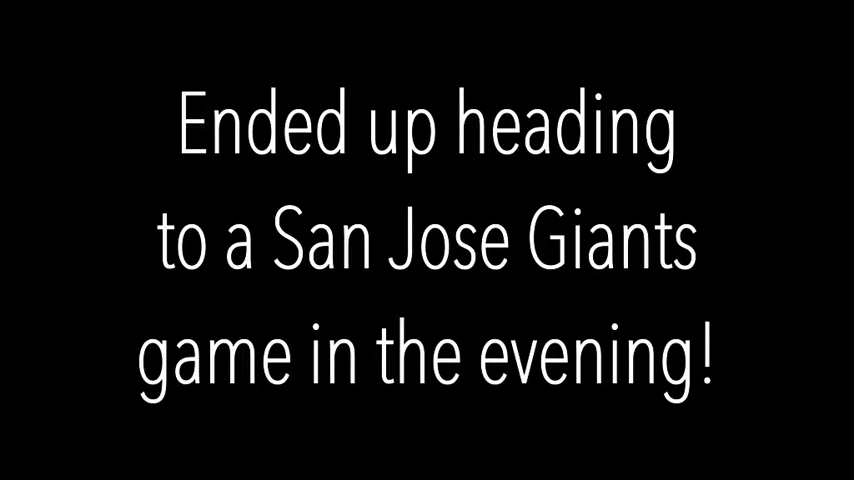 Ended up heading
to a San Jose Giants
game in the evening!